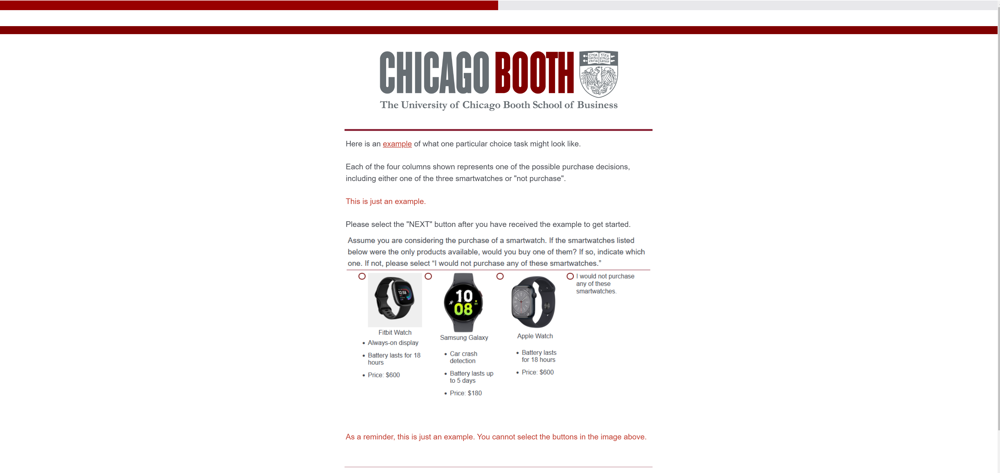 CHICAGO BOOTH
Crescat Scientia Vita Excolatur
The University of Chicago Booth School of Business
Here is an example of what one particular choice task might look like.
Each of the four columns shown represents one of the possible purchase decisions,
including either one of the three smartwatches or "not purchase".
This is just an example.
Please select the "NEXT" button after you have received the example to get started.
Assume you are considering the purchase of a smartwatch. If the smartwatches listed
below were the only products available, would you buy one of them? If so, indicate which
one. If not, please select “I would not purchase any of these smartwatches.”
12:58
Fitbit Watch
• Always-on display
• Battery lasts for 18
hours
• Price: $600
10
08
89
Samsung Galaxy
• Car crash
detection
• Battery lasts up
to 5 days
• Price: $180
Apple Watch
• Battery lasts
for 18 hours
• Price: $600
I would not purchase
any of these
smartwatches.
As a reminder, this is just an example. You cannot select the buttons in the image above.